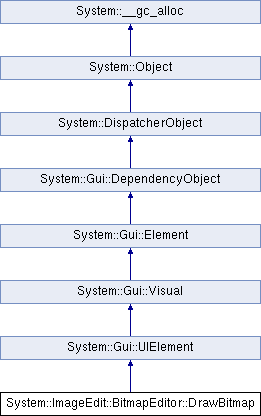 System::__gc_alloc
System::Object
System::DispatcherObject
System::Gui::DependencyObject
System::Gui::Element
System::Gui::Visual
System::Gui::UIElement
System::ImageEdit::BitmapEditor::DrawBitmap